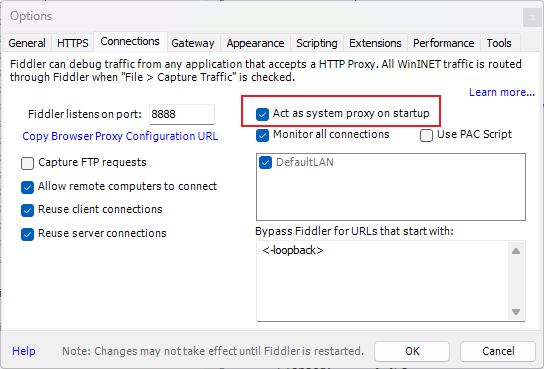 Options
General HTTPS Connections Gateway Appearance Scripting Extensions Performance Tools
Fiddler can debug traffic from any application that accepts a HTTP Proxy. All WinINET traffic is routed
through Fiddler when "File > Capture Traffic" is checked.
Learn more...
Fiddler listens on port: 8888
Copy Browser Proxy Configuration URL
Capture FTP requests
Allow remote computers to connect
Reuse client connections
Reuse server connections
Act as system proxy on startup
Monitor all connections
Use PAC Script
DefaultLAN
Bypass Fiddler for URLs that start with:
<-loopback>
Help
Note: Changes may not take effect until Fiddler is restarted.
OK
Cancel